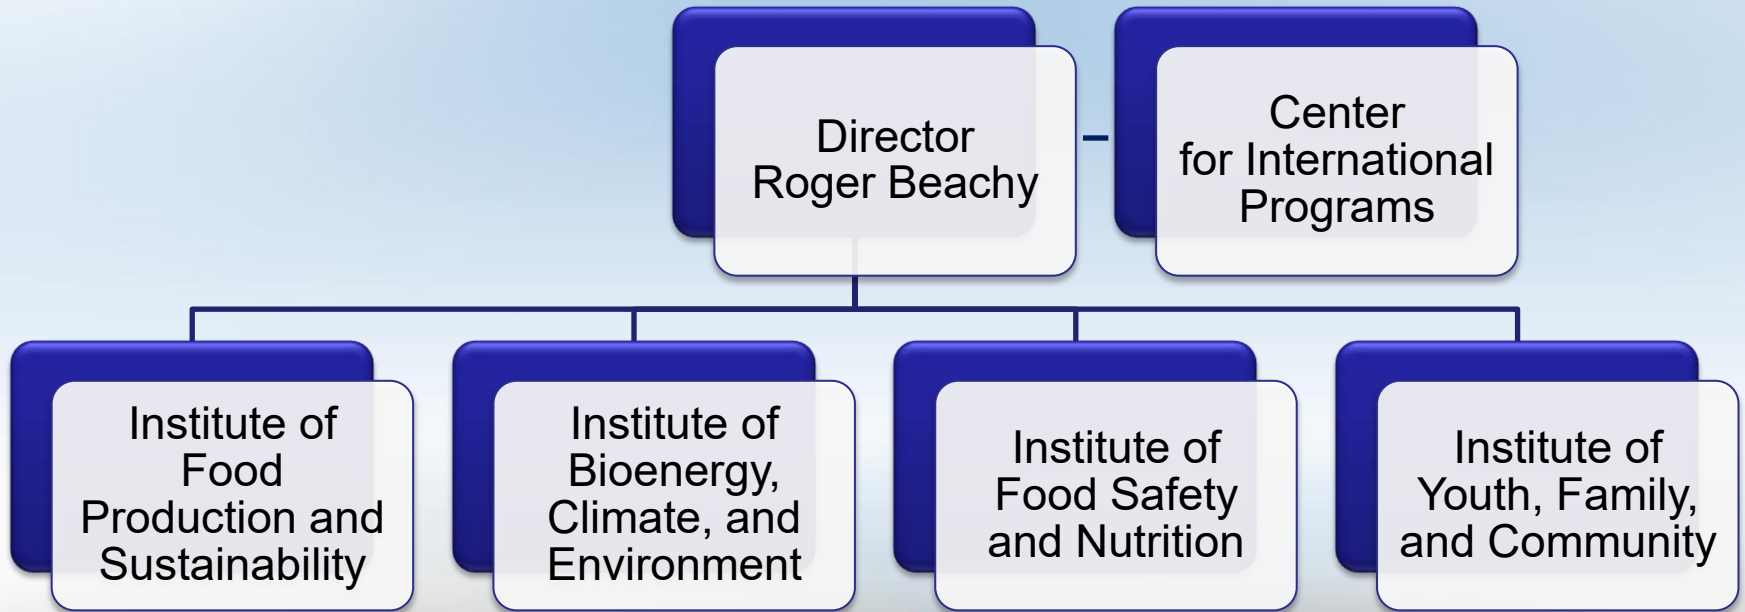 Director
Roger Beachy
Center
for International
Programs
Institute of
Food
Production and
Sustainability
Institute of
Bioenergy,
Climate, and
Environment
Institute of
Food Safety
and Nutrition
Institute of
Youth, Family,
and Community